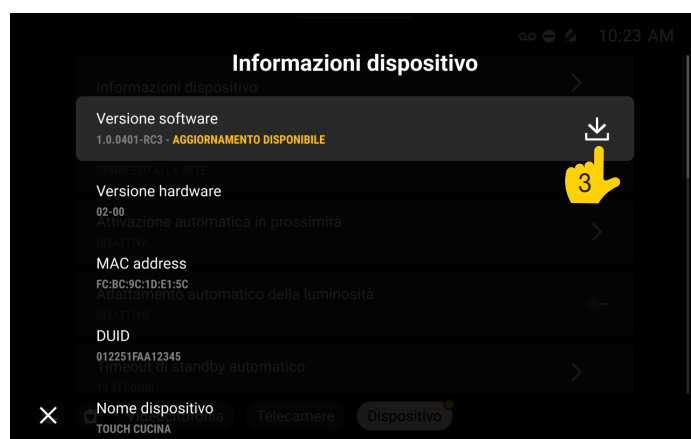 10:23 AM
Informazioni dispositivo
Informazioni dispositivo
Versione software
1.0.0401-RC3 - AGGIORNAMENTO DISPONIBILE
CONNESSO ALLA RETE
3
Versione hardware
02-00
Attivazione automatica in prossimità
DISATTIVA
MAC address
FC:BC:9C:1D:E1:5C
Adattamento automatico della luminosità
DISATTIVO
DUID
012251FAA12345
Timeout di standby automatico
10 SECONDI
Nome dispositivo
Videocitofonia Telecamere Dispositivo
TOUCH CUCINA